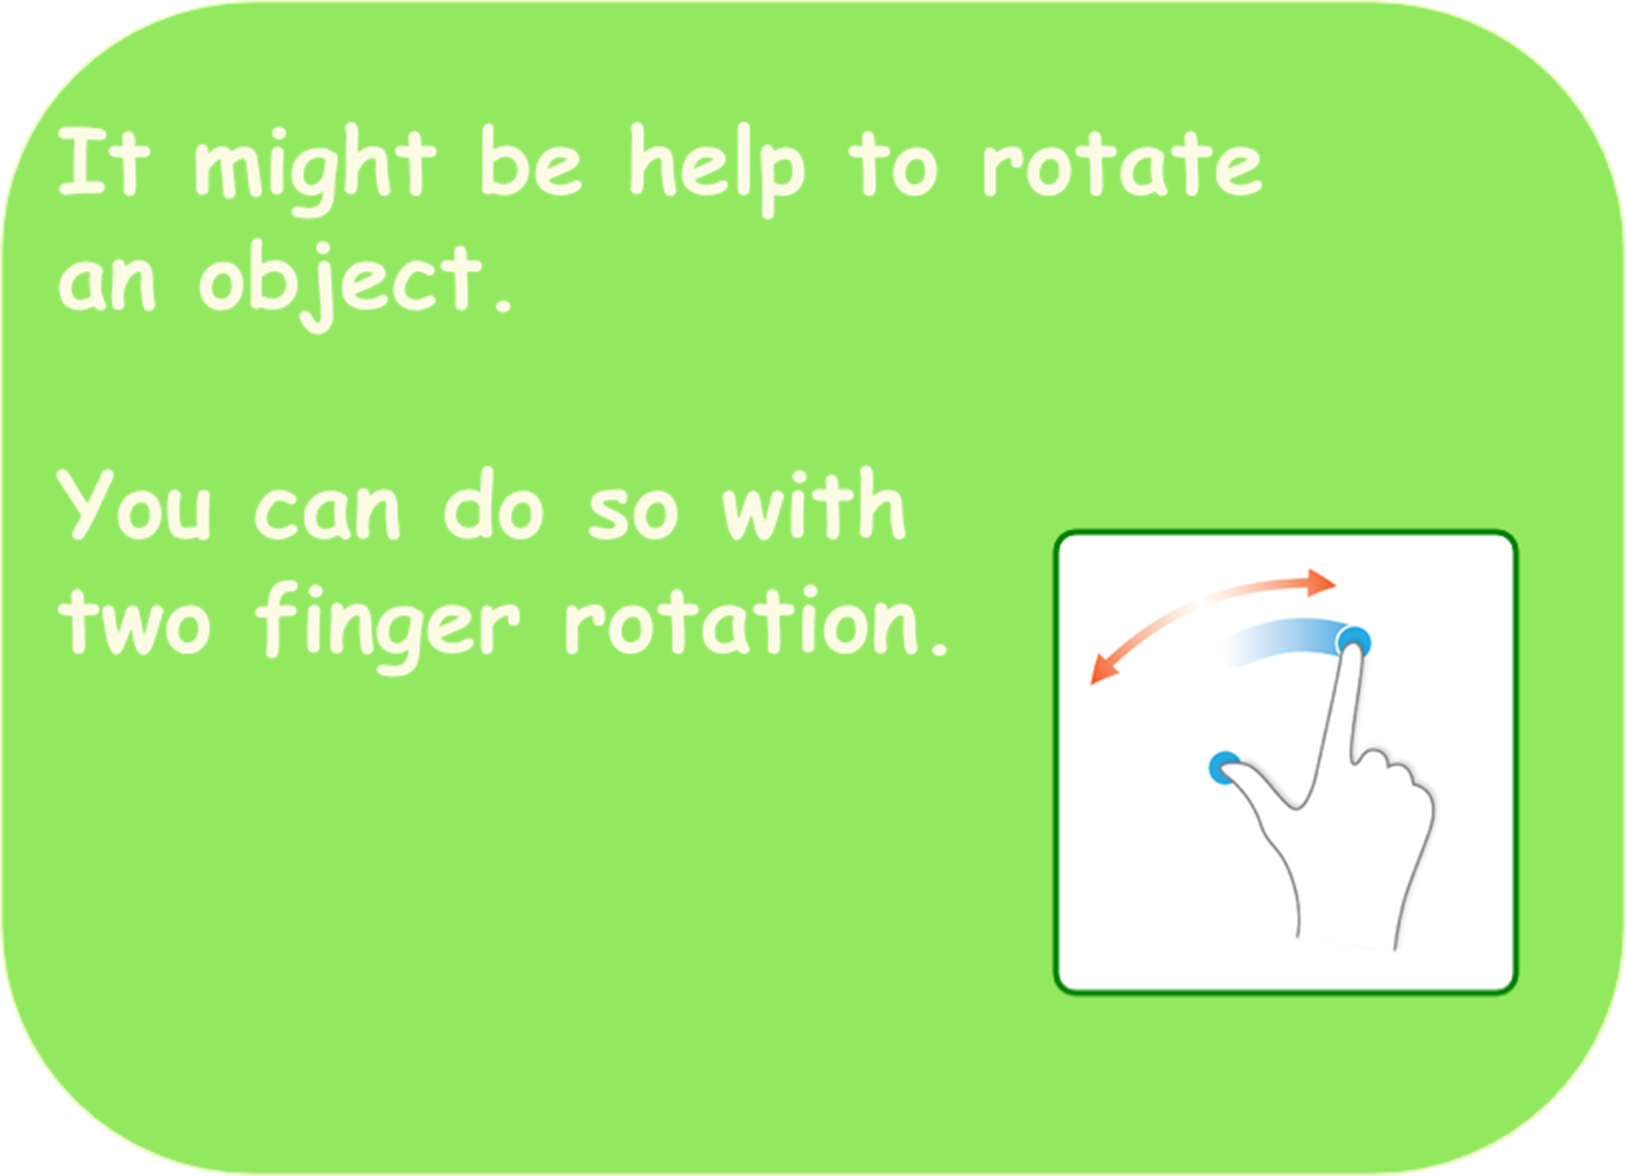 It might be help to rotate
an object.
You can do so with
two finger rotation.